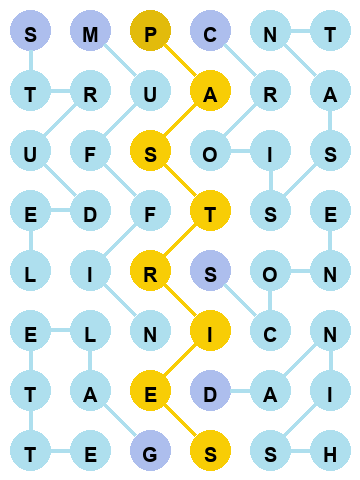 S M P C N T
T R U A R A
U F S O I S
E D F T S E
L I R S O N
E L N I C N
T A E D A I
T E G S S H